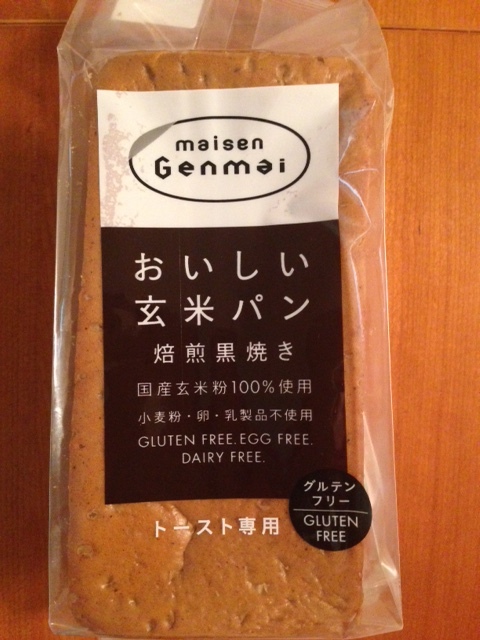 maisen
Genmai
おいしい
玄米パン
焙煎黒焼き
国産玄米粉100%使用
小麦粉・卵・乳製品不使用
GLUTEN FREE. EGG FREE.
DAIRY FREE.
グルテン
フリー
GLUTEN
FREE
トースト専用